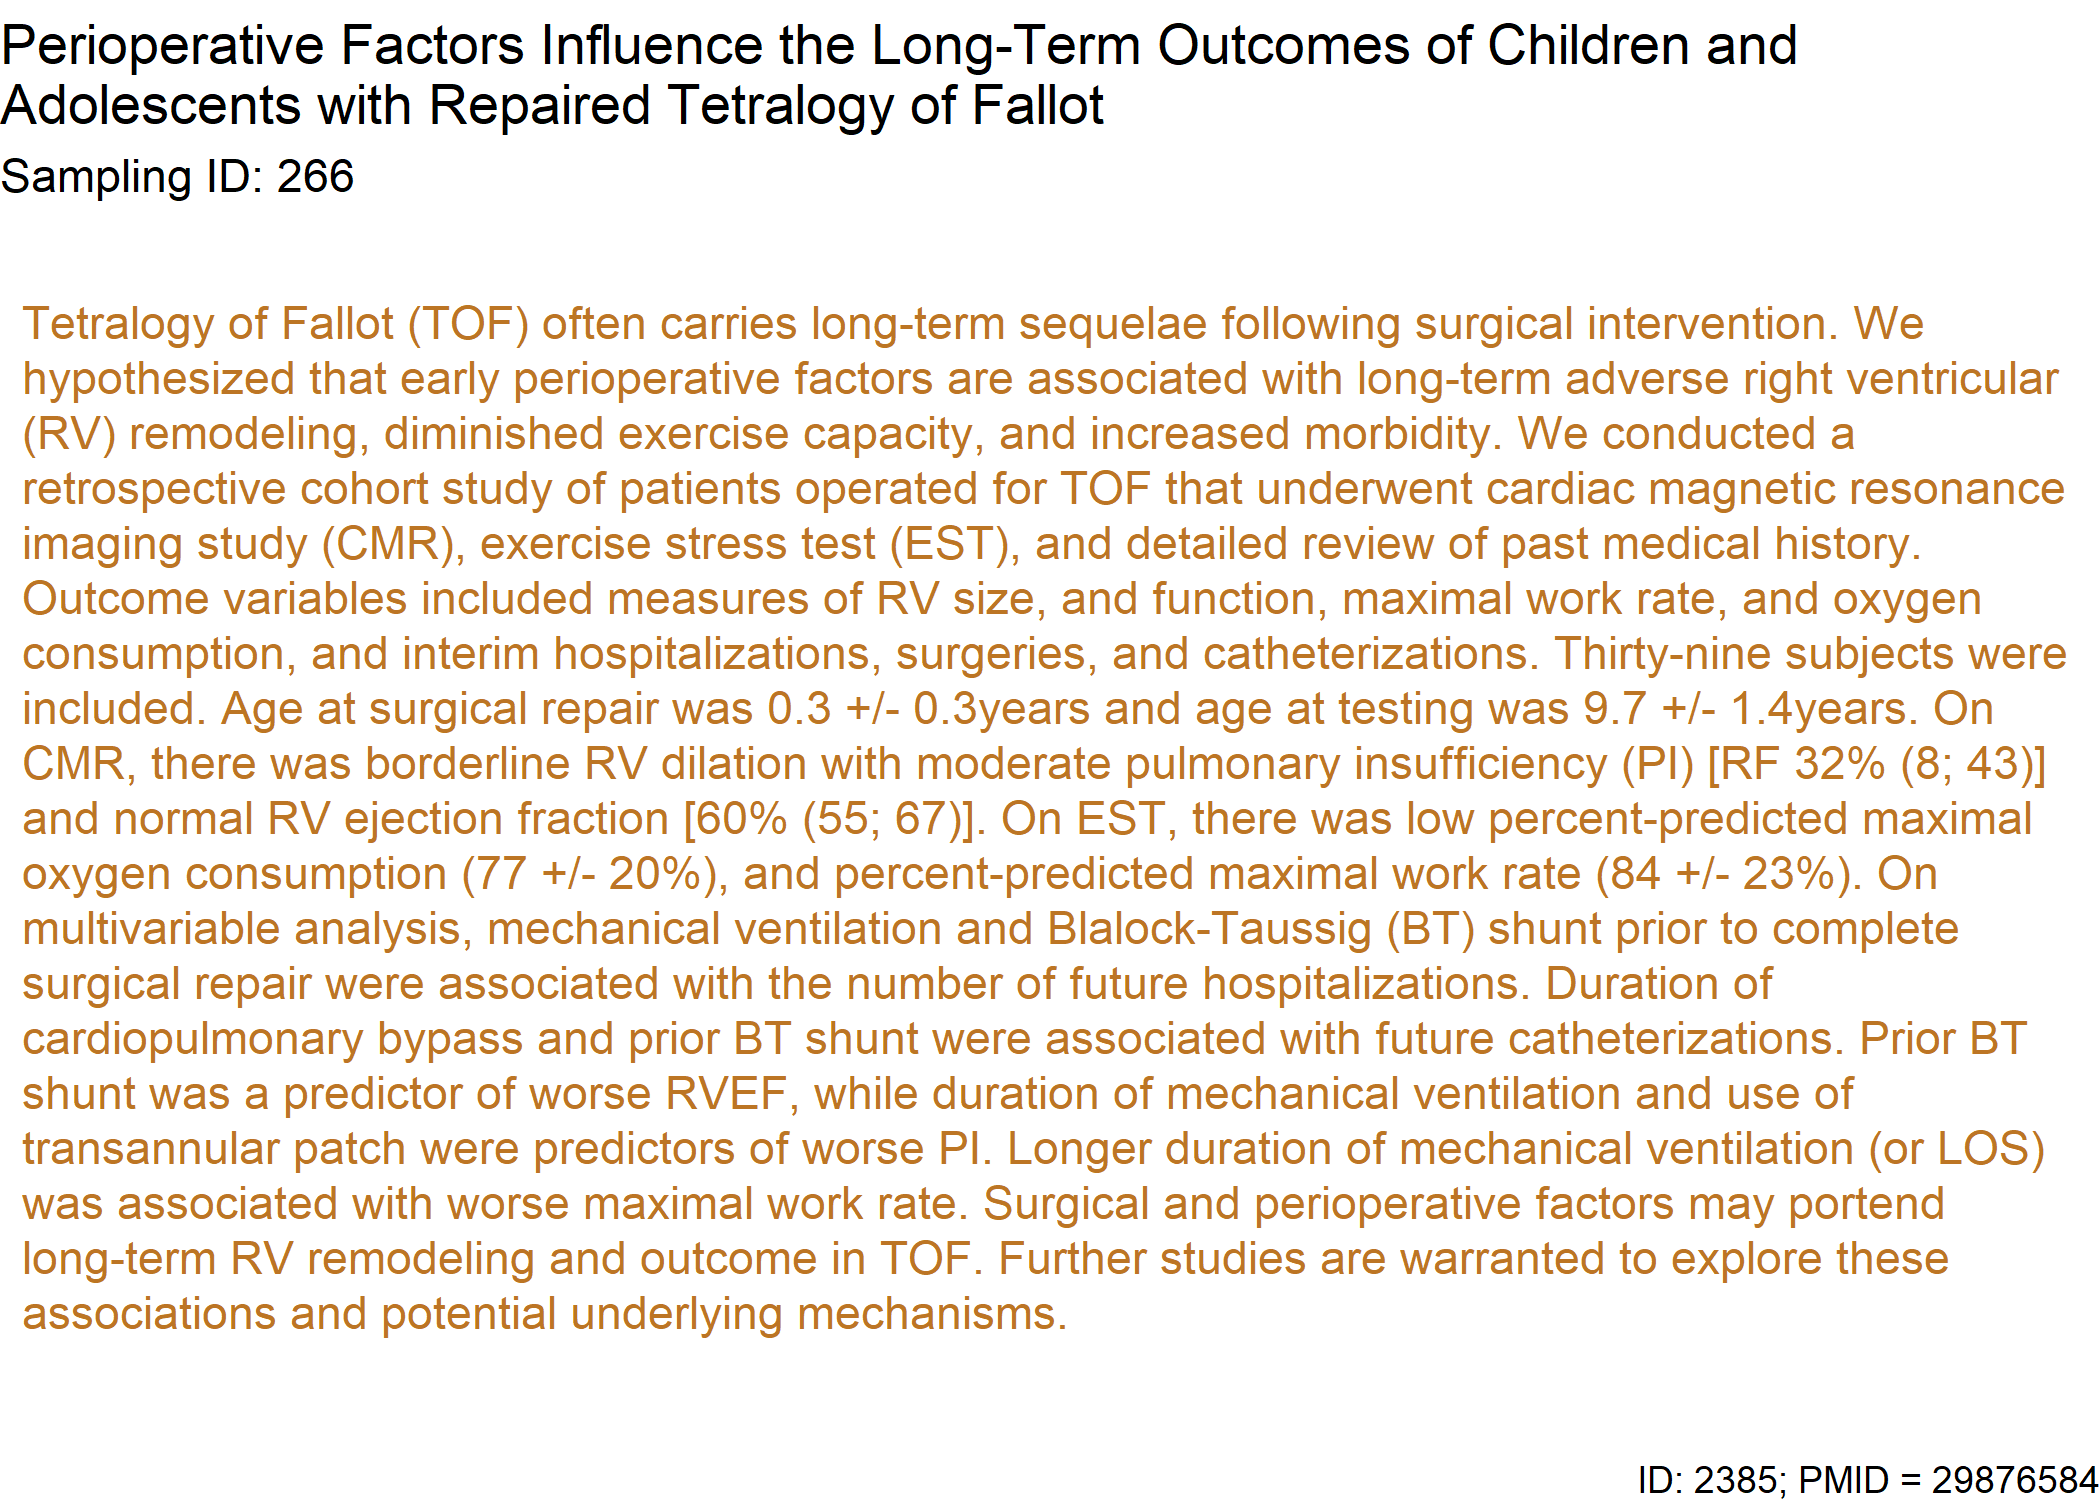 Perioperative Factors Influence the Long-Term Outcomes of Children and
Adolescents with Repaired Tetralogy of Fallot
Sampling ID: 266
Tetralogy of Fallot (TOF) often carries long-term sequelae following surgical intervention. We
hypothesized that early perioperative factors are associated with long-term adverse right ventricular
(RV) remodeling, diminished exercise capacity, and increased morbidity. We conducted a
retrospective cohort study of patients operated for TOF that underwent cardiac magnetic resonance
imaging study (CMR), exercise stress test (EST), and detailed review of past medical history.
Outcome variables included measures of RV size, and function, maximal work rate, and oxygen
consumption, and interim hospitalizations, surgeries, and catheterizations. Thirty-nine subjects were
included. Age at surgical repair was 0.3 +/- 0.3years and age at testing was 9.7 +/- 1.4years. On
CMR, there was borderline RV dilation with moderate pulmonary insufficiency (PI) [RF 32% (8; 43)]
and normal RV ejection fraction [60% (55; 67)]. On EST, there was low percent-predicted maximal
oxygen consumption (77 +/- 20%), and percent-predicted maximal work rate (84 +/- 23%). On
multivariable analysis, mechanical ventilation and Blalock-Taussig (BT) shunt prior to complete
surgical repair were associated with the number of future hospitalizations. Duration of
cardiopulmonary bypass and prior BT shunt were associated with future catheterizations. Prior BT
shunt was a predictor of worse RVEF, while duration of mechanical ventilation and use of
transannular patch were predictors of worse PI. Longer duration of mechanical ventilation (or LOS)
was associated with worse maximal work rate. Surgical and perioperative factors may portend
long-term RV remodeling and outcome in TOF. Further studies are warranted to explore these
associations and potential underlying mechanisms.
ID: 2385; PMID = 29876584